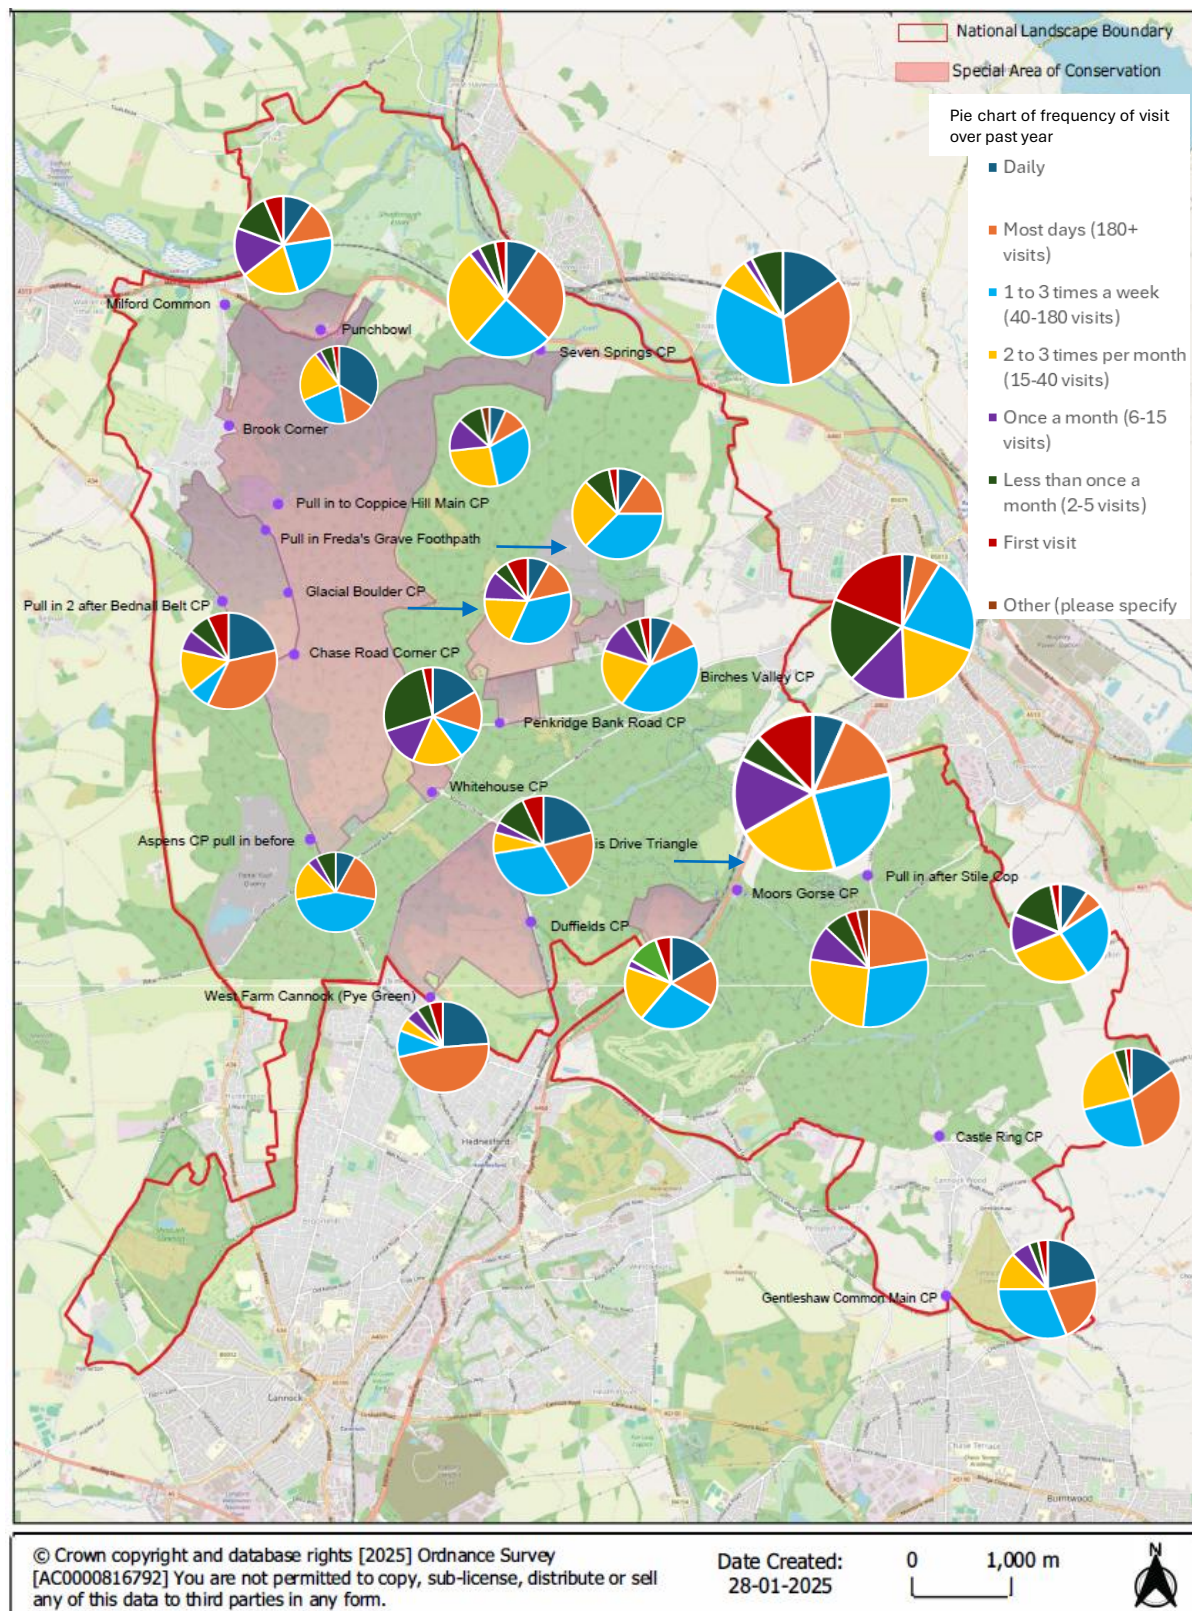 National Landscape Boundary
Special Area of Conservation
Pie chart of frequency of visit
over past year
Daily
Most days (180+
visits)
1 to 3 times a week
(40-180 visits)
2 to 3 times per month
(15-40 visits)
Once a month (6-15
visits)
Less than once a
month (2-5 visits)
First visit
Other (please specify
Milford Common
Punchbowl
Seven Springs CP
Brook Corner
Pull in to Coppice Hill Main CP
Pull in Freda's Grave Footpath
Glacial Boulder CP
Pull in 2 after Bednall Belt CP
Chase Road Corner CP
Birches Valley CP
Penkridge Bank Road CP
Whitehouse CP
Aspens CP pull in before
is Drive Triangle
Pull in after Stile Cop
Moors Gorse CP
Duffields CP
West Farm Cannock (Pye Green)
Hednesford
Castle Ring CP
Gentleshaw Common Main CP
Cannock
Chase Terrace
Burntwood
© Crown copyright and database rights [2025] Ordnance Survey
[AC0000816792] You are not permitted to copy, sub-license, distribute or sell
any of this data to third parties in any form.
Date Created:
28-01-2025
0 1,000 m
N